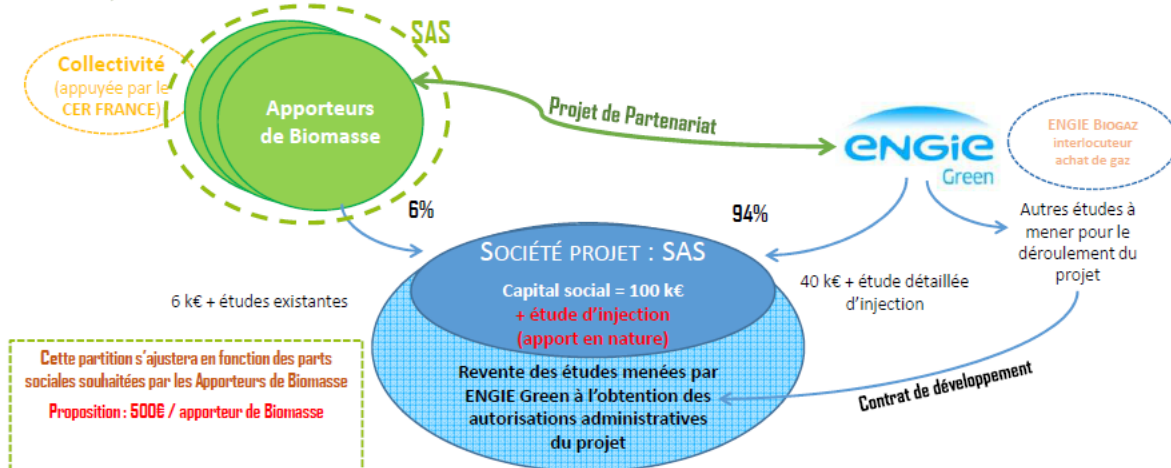 SAS
Collectivité
(appuyée par le
CER FRANCE)
Apporteurs
de Biomasse
Projet de Partenariat
ENGIE
Green
ENGIE BIOGAZ
interlocuteur
achat de gaz
6%
94%
Autres études à
mener pour le
déroulement du
projet
SOCIÉTÉ PROJET : SAS
Capital social = 100 k€
+ étude d'injection
(apport en nature)
6 k€ + études existantes
40 k€ + étude détaillée
d'injection
Cette partition s'ajustera en fonction des parts
sociales souhaitées par les Apporteurs de Biomasse
Proposition : 500€ / apporteur de Biomasse
Revente des études menées par
ENGIE Green à l'obtention des
autorisations administratives
du projet
Contrat de développement